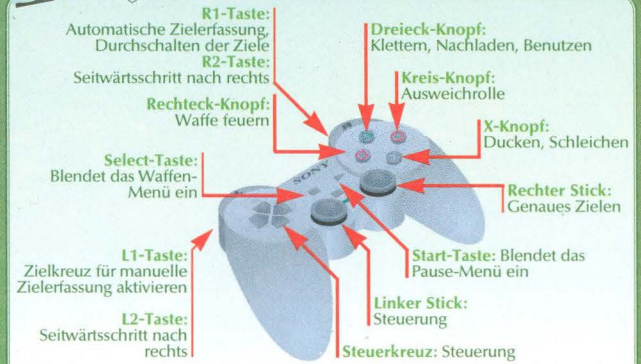 R1-Taste:
Automatische Zielerfassung,
Durchschalten der Ziele
R2-Taste:
Seitwärtsschritt nach rechts
Rechteck-Knopf:
Waffe feuern
Select-Taste:
Blendet das Waffen-
Menü ein
L1-Taste:
Zielkreuz für manuelle
Zielerfassung aktivieren
L2-Taste:
Seitwärtsschritt nach
rechts
Dreieck-Knopf:
Klettern, Nachladen, Benutzen
Kreis-Knopf:
Ausweichrolle
X-Knopf:
Ducken, Schleichen
SONY
Rechter Stick:
Genaues Zielen
Start-Taste: Blendet das
Pause-Menü ein
Linker Stick:
Steuerung
Steuerkreuz: Steuerung